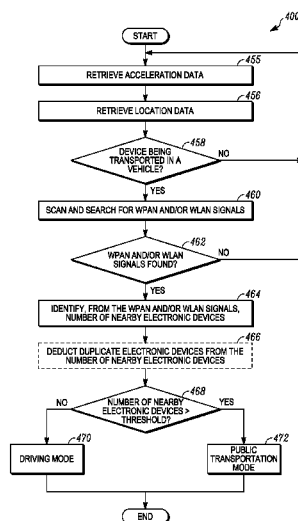 400
START
455
RETRIEVE ACCELERATION DATA
456
RETRIEVE LOCATION DATA
458
DEVICE BEING
TRANSPORTED IN A
VEHICLE?
NO
YES
460
SCAN AND SEARCH FOR WPAN AND/OR WLAN SIGNALS
462
WPAN AND/OR WLAN
SIGNALS FOUND?
NO
YES
464
IDENTIFY, FROM THE WPAN AND/OR WLAN SIGNALS,
NUMBER OF NEARBY ELECTRONIC DEVICES
466
DEDUCT DUPLICATE ELECTRONIC DEVICES FROM THE
NUMBER OF NEARBY ELECTRONIC DEVICES
468
NO
NUMBER OF NEARBY
ELECTRONIC DEVICES >
THRESHOLD?
YES
470
DRIVING MODE
472
PUBLIC
TRANSPORTATION
MODE
END